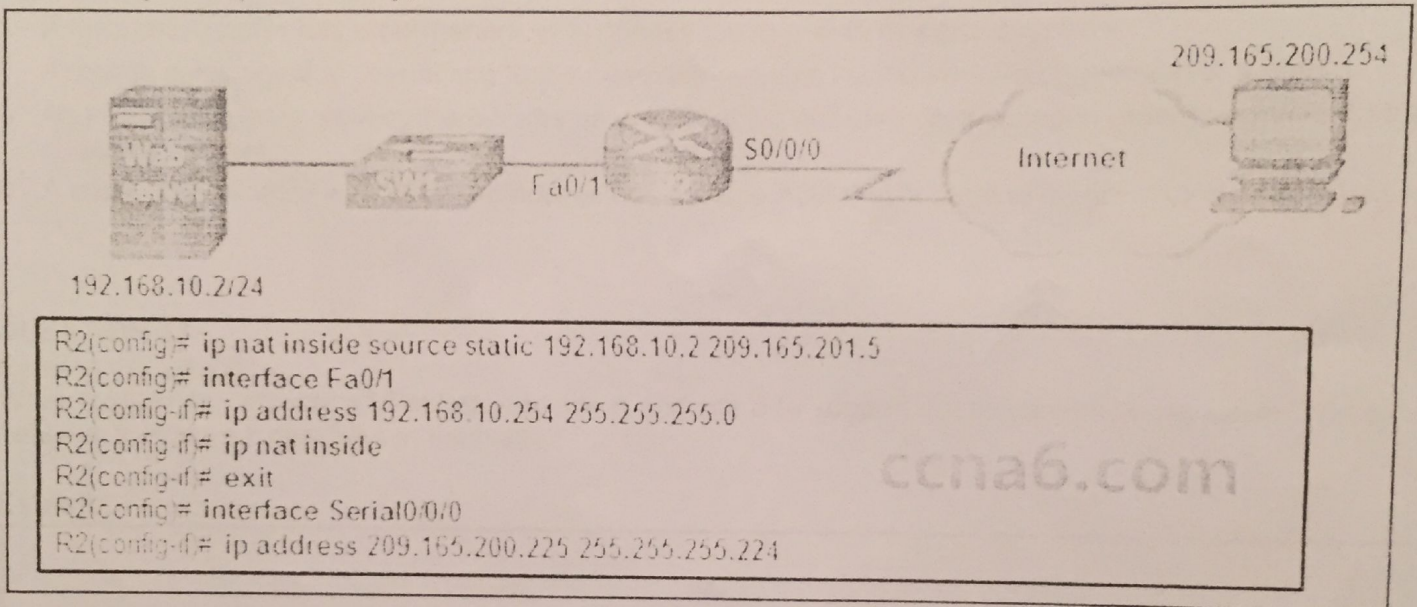 209.165.200.254
Web
Server
SW1
Fa0/1
S0/0/0
Internet
192.168.10.2/24
R2(config)# ip nat inside source static 192.168.10.2 209.165.201.5
R2(config)# interface Fa0/1
R2(config-if)# ip address 192.168.10.254 255.255.255.0
R2(config-if)# ip nat inside
R2(config-if)# exit
R2(config)# interface Serial0/0/0
R2(config-if)# ip address 209.165.200.225 255.255.255.224
ccna6.com